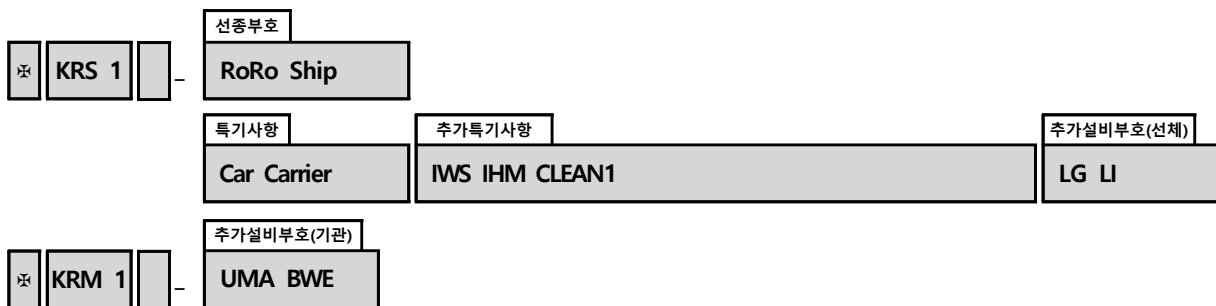 선종부호
✠ KRS 1 - RoRo Ship
특기사항 추가특기사항 추가설비부호(선체)
Car Carrier IWS IHM CLEAN1 LG LI
추가설비부호(기관)
✠ KRM 1 - UMA BWE